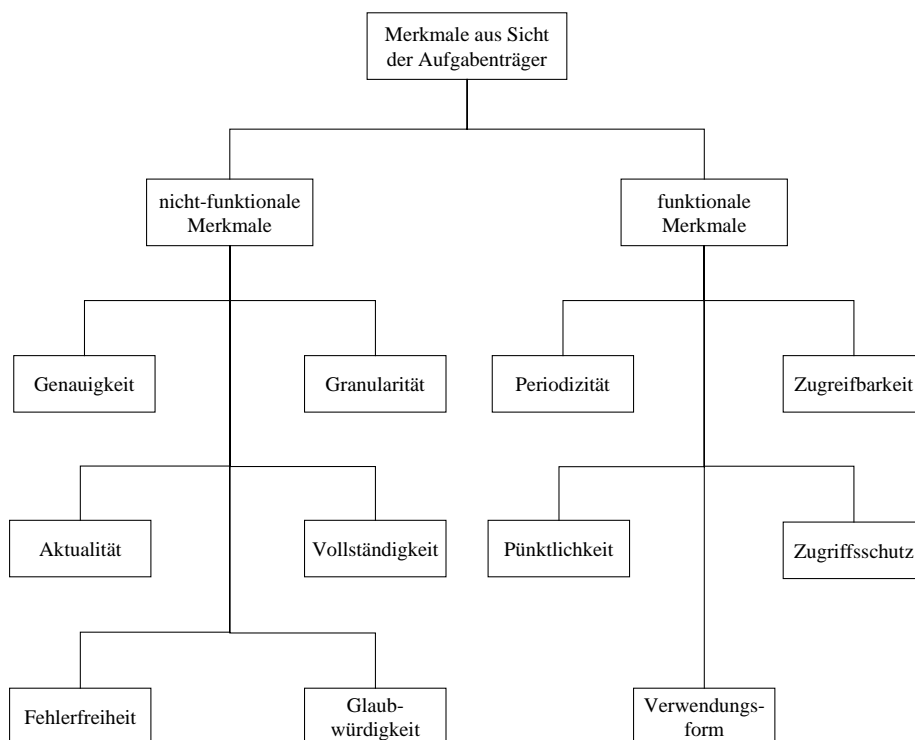 Merkmale aus Sicht
der Aufgabenträger
nicht-funktionale
Merkmale
funktionale
Merkmale
Genauigkeit
Granularität
Periodizität
Zugreifbarkeit
Aktualität
Vollständigkeit
Pünktlichkeit
Zugriffsschutz
Fehlerfreiheit
Glaub-
würdigkeit
Verwendungs-
form